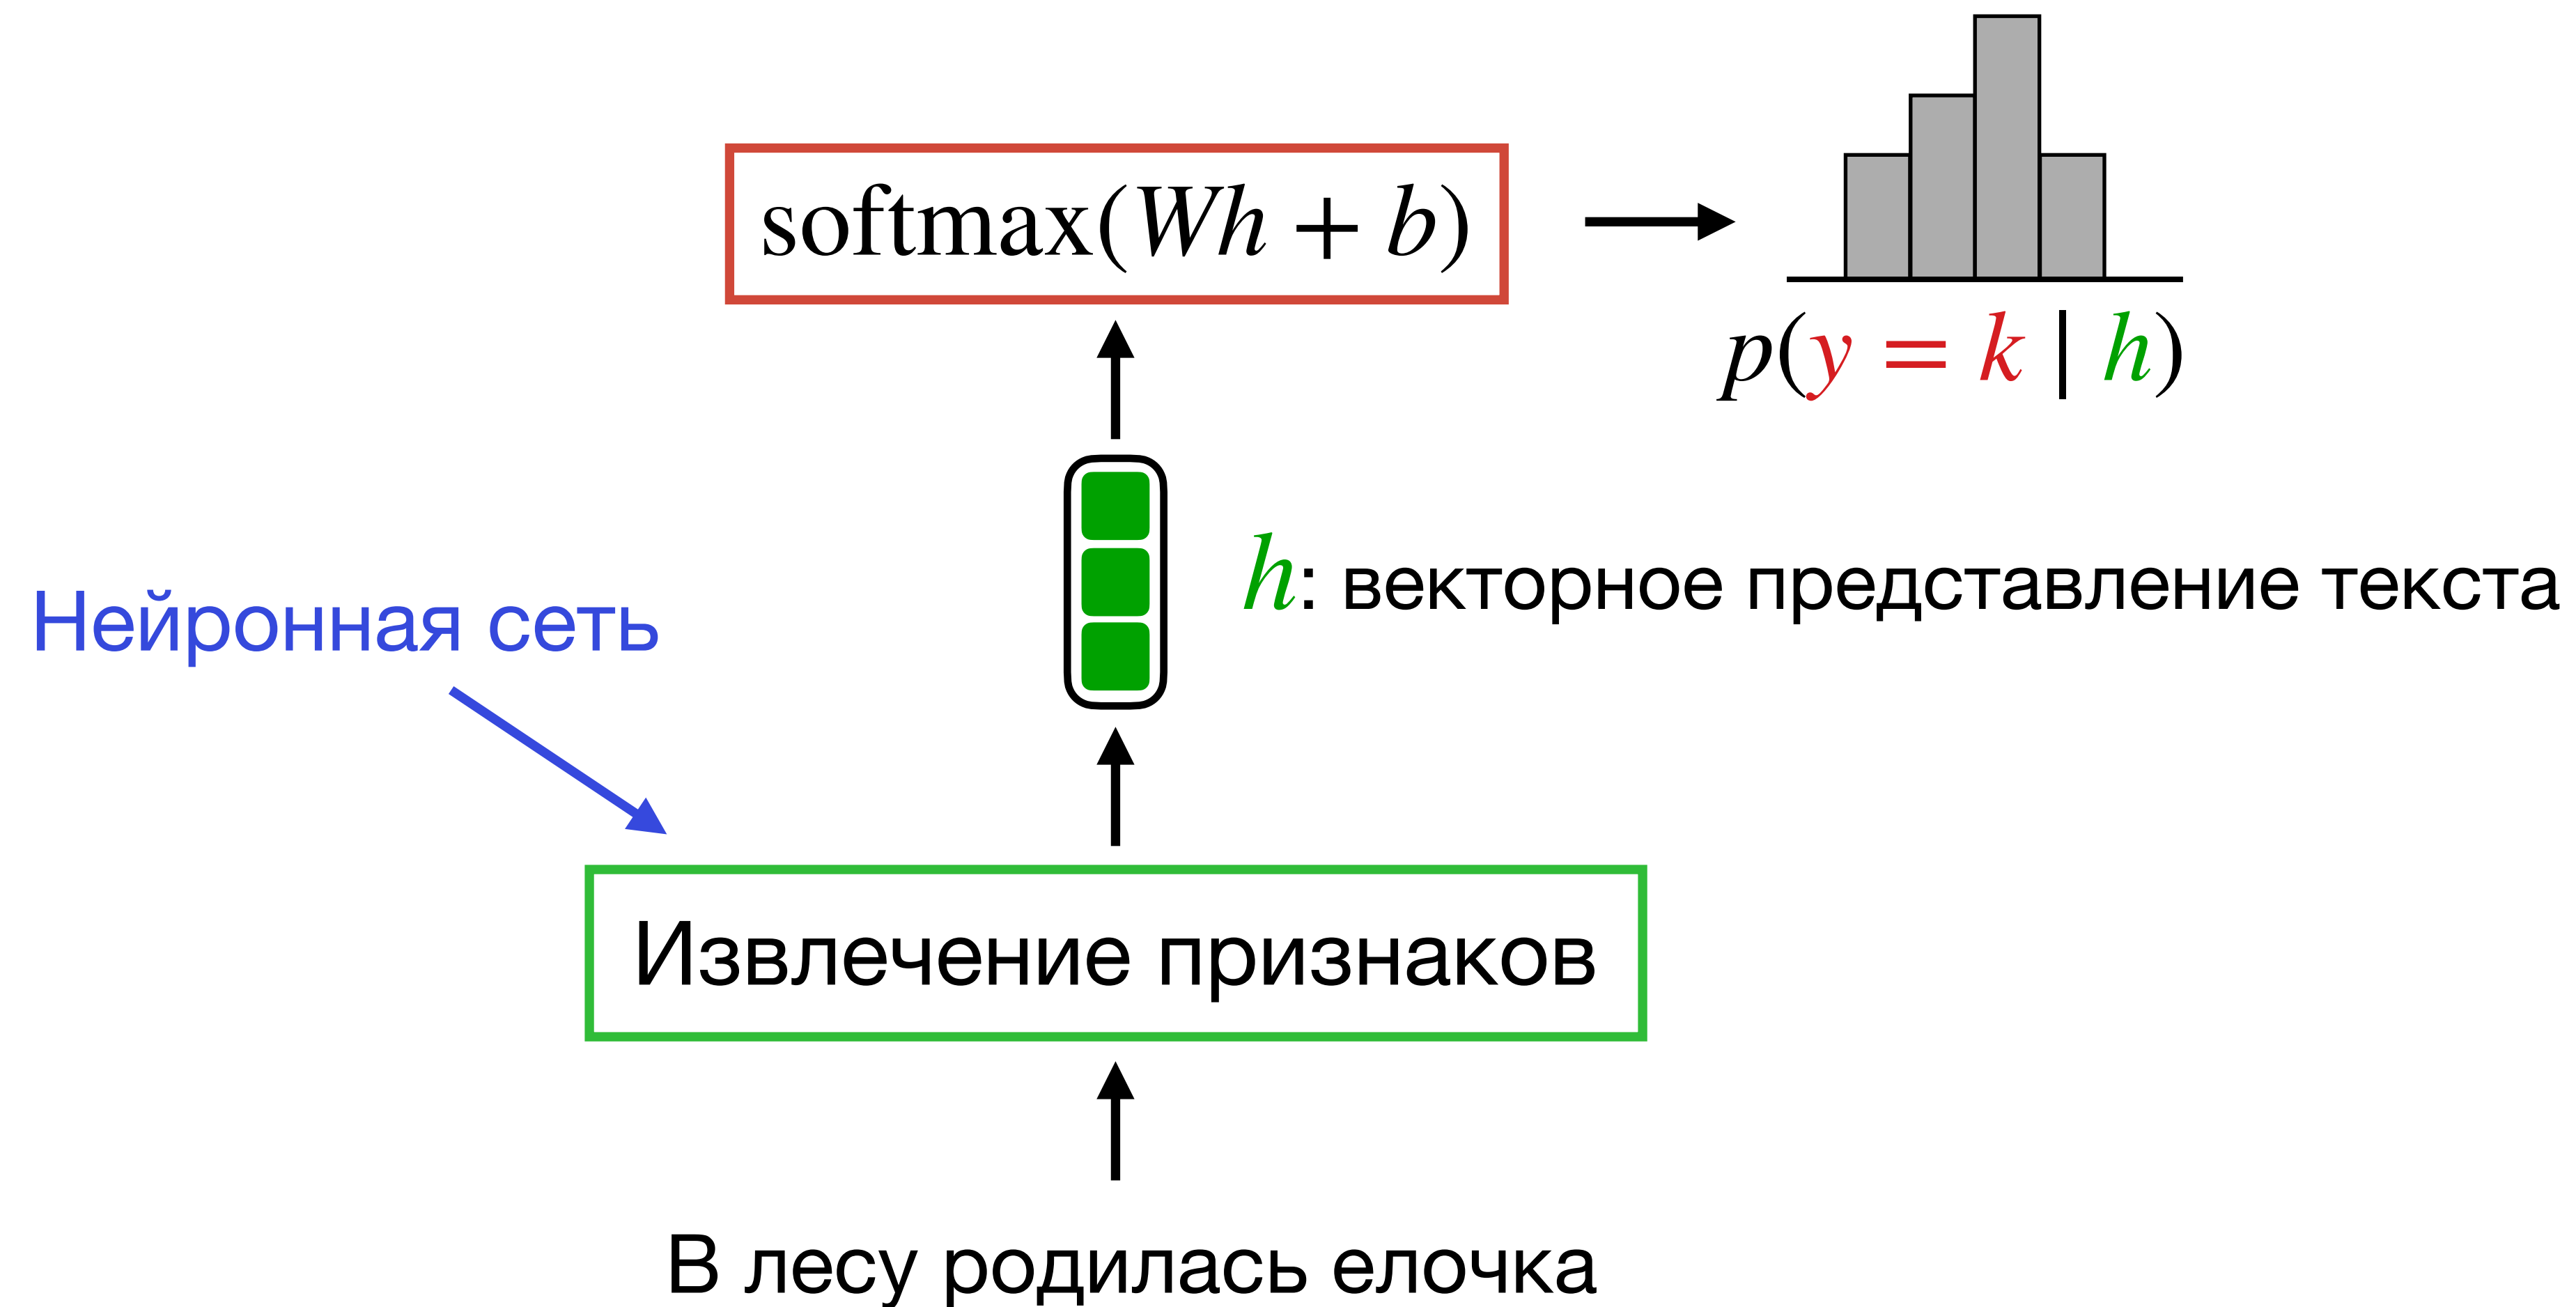 softmax(Wh + b)
p(y = k | h)
h: векторное представление текста
Нейронная сеть
Извлечение признаков
В лесу родилась елочка